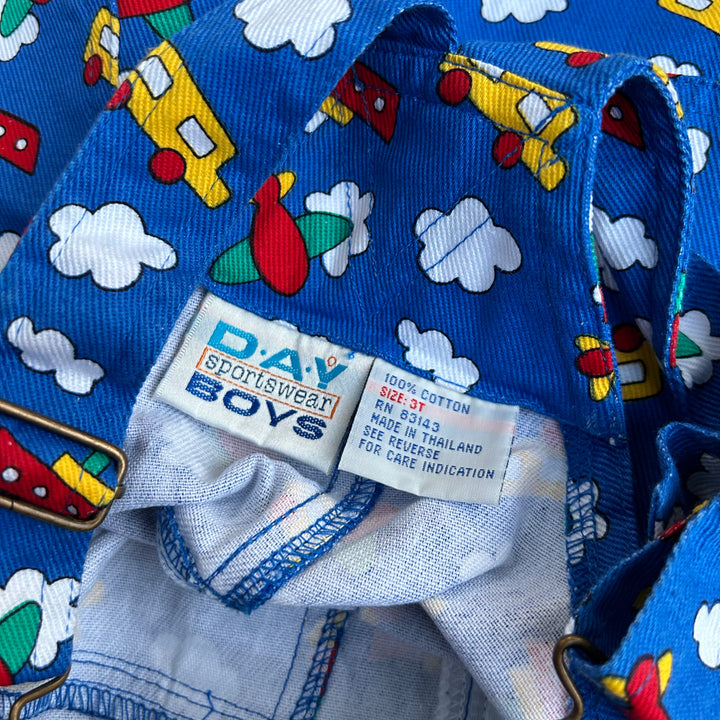 D.A.Y
sportswear
BOYS
100% COTTON
SIZE: 3T
RN 83143
MADE IN THAILAND
SEE REVERSE
FOR CARE INDICATION